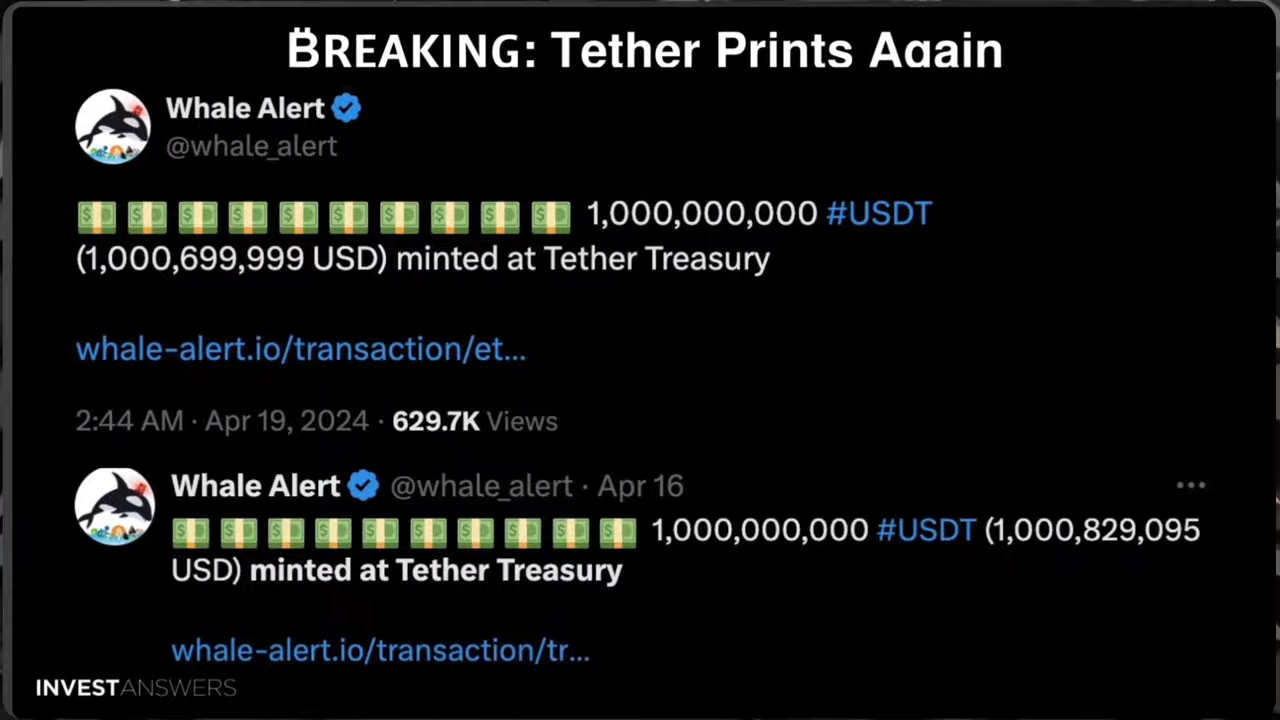 ₿REAKING: Tether Prints Again
Whale Alert
@whale_alert
💵 💵 💵 💵 💵 💵 💵 💵 💵 💵 1,000,000,000 #USDT
(1,000,699,999 USD) minted at Tether Treasury
whale-alert.io/transaction/et...
2:44 AM · Apr 19, 2024 · 629.7K Views
Whale Alert @whale_alert · Apr 16 ...
💵 💵 💵 💵 💵 💵 💵 💵 💵 💵 1,000,000,000 #USDT (1,000,829,095
USD) minted at Tether Treasury
whale-alert.io/transaction/tr...
INVESTANSWERS